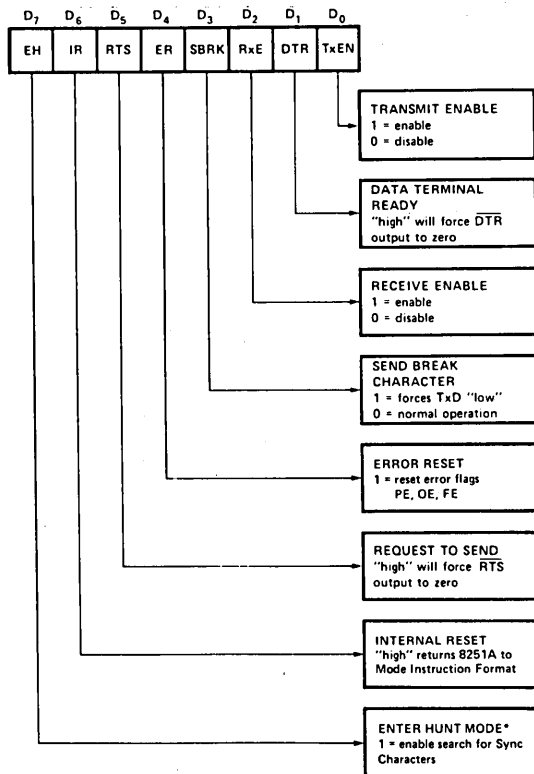 D7 D6 D5 D4 D3 D2 D1 D0
EH IR RTS ER SBRK RxE DTR TxEN
TRANSMIT ENABLE
1 = enable
0 = disable
DATA TERMINAL
READY
"high" will force D̅T̅R̅
output to zero
RECEIVE ENABLE
1 = enable
0 = disable
SEND BREAK
CHARACTER
1 = forces TxD "low"
0 = normal operation
ERROR RESET
1 = reset error flags
PE, OE, FE
REQUEST TO SEND
"high" will force R̅T̅S̅
output to zero
INTERNAL RESET
"high" returns 8251A to
Mode Instruction Format
ENTER HUNT MODE*
1 = enable search for Sync
Characters